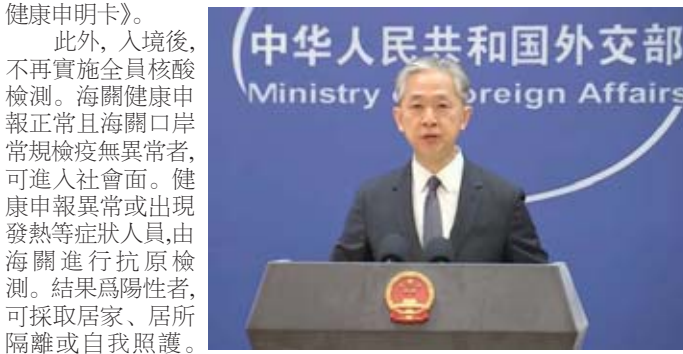 健康申明卡》。
此外, 入境後,
不再實施全員核酸
檢測。海關健康申
報正常且海關口岸
常規檢疫無異常者,
可進入社會面。健
康申報異常或出現
發熱等症狀人員,由
海關進行抗原檢
測。結果爲陽性者,
可採取居家、居所
隔離或自我照護。
中华人民共和国外交部
Ministry oreign Affairs